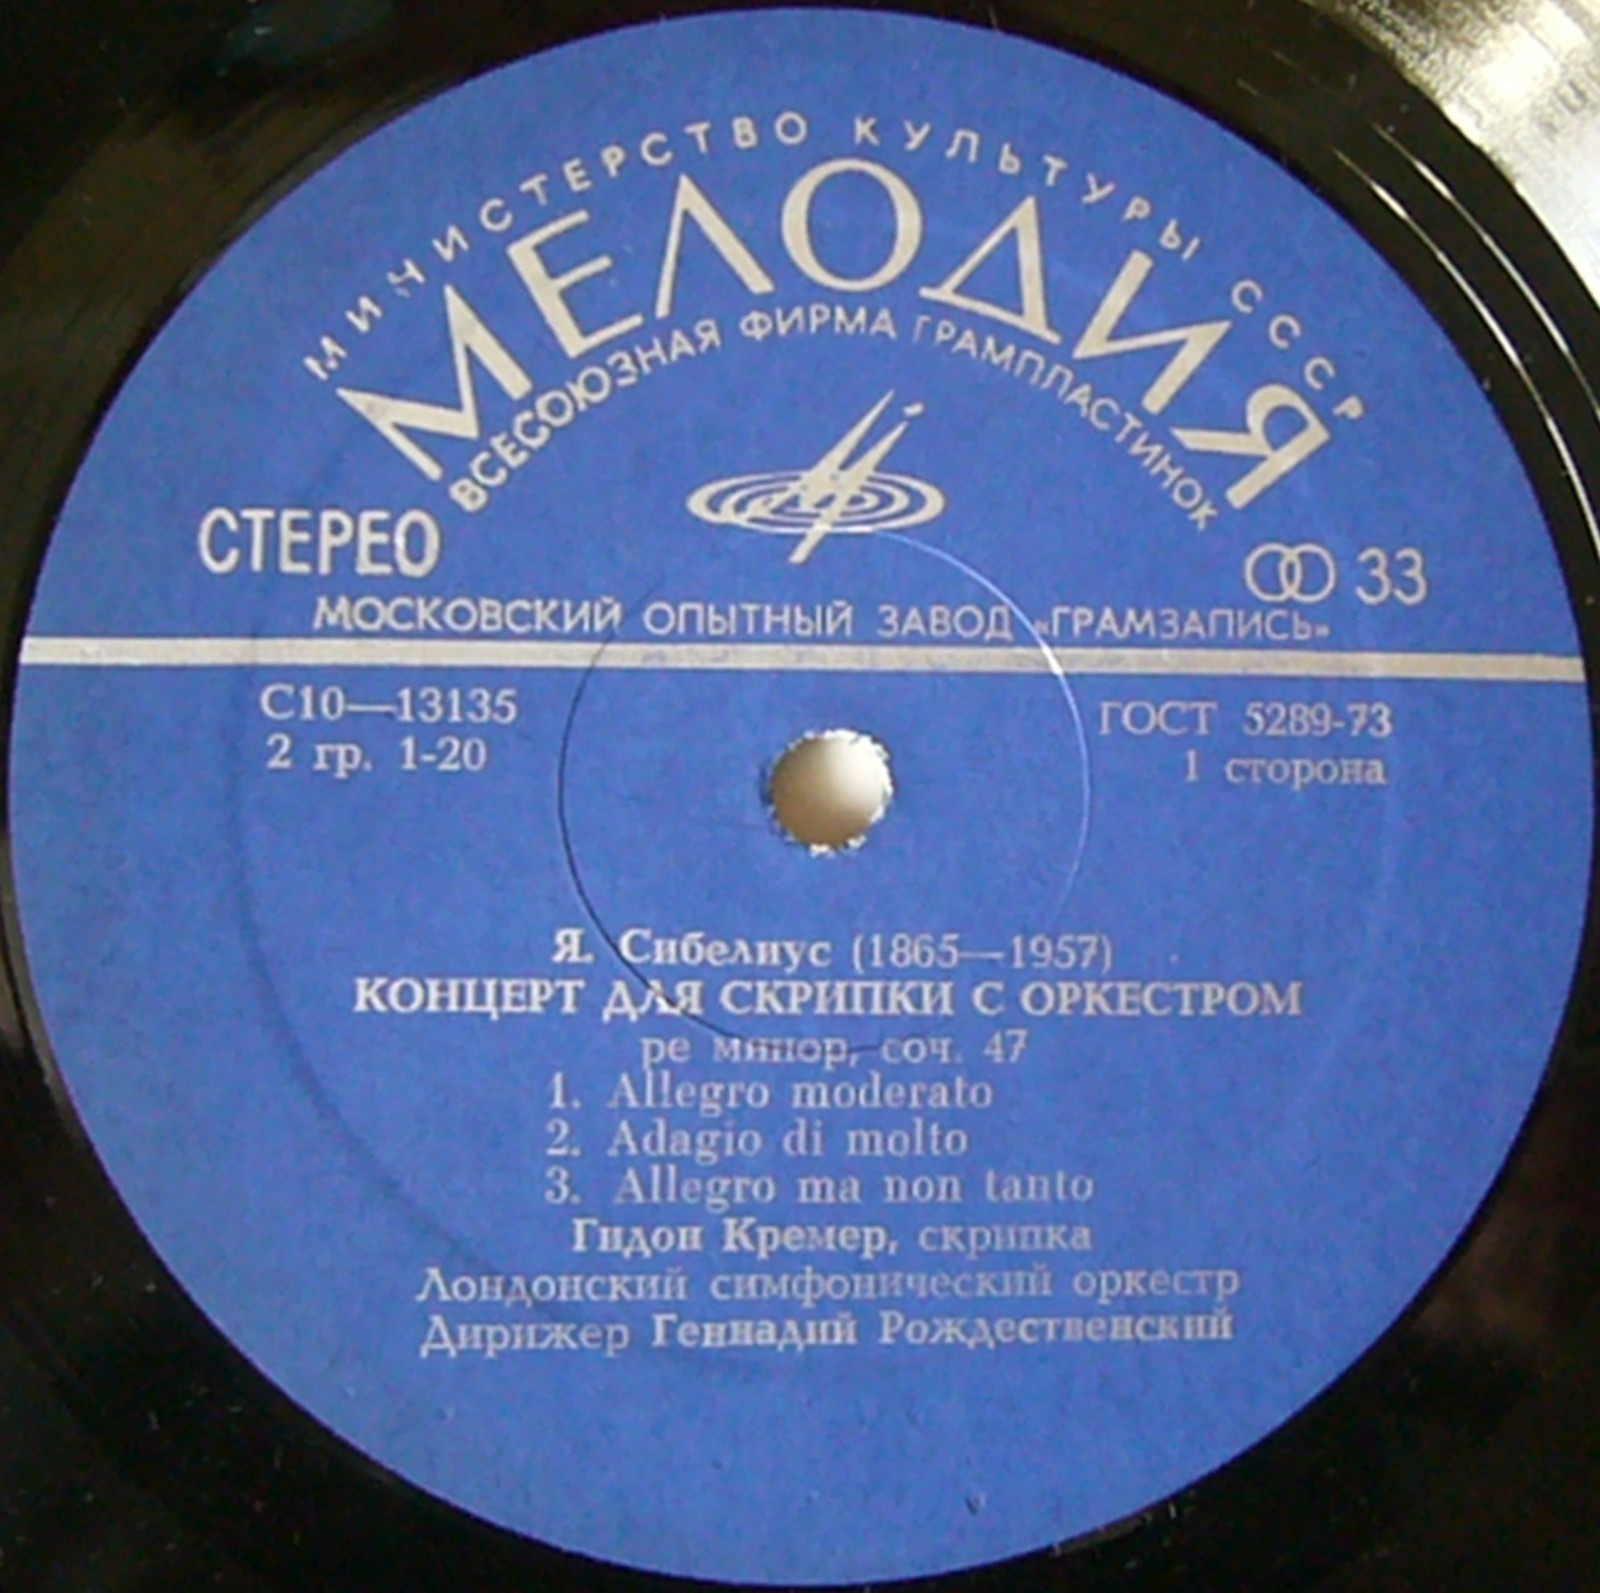 МИНИСТЕРСТВО КУЛЬТУРЫ СССР
МЕЛОДИЯ
ВСЕСОЮЗНАЯ ФИРМА ГРАМПЛАСТИНОК
СТЕРЕО
33
МОСКОВСКИЙ ОПЫТНЫЙ ЗАВОД «ГРАМЗАПИСЬ»
С10—13135
ГОСТ 5289-73
2 гр. 1-20
1 сторона
Я. Сибелиус (1865—1957)
КОНЦЕРТ ДЛЯ СКРИПКИ С ОРКЕСТРОМ
ре минор, соч. 47
1. Allegro moderato
2. Adagio di molto
3. Allegro ma non tanto
Гидон Кремер, скрипка
Лондонский симфонический оркестр
Дирижер Геннадий Рождественский